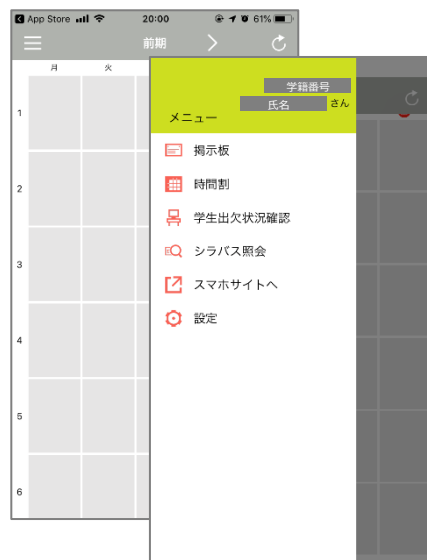 App Store 20:00 61%
前期
月 火
1
2
3
4
5
6
学籍番号
氏名 さん
メニュー
掲示板
時間割
学生出欠状況確認
シラバス照会
スマホサイトへ
設定